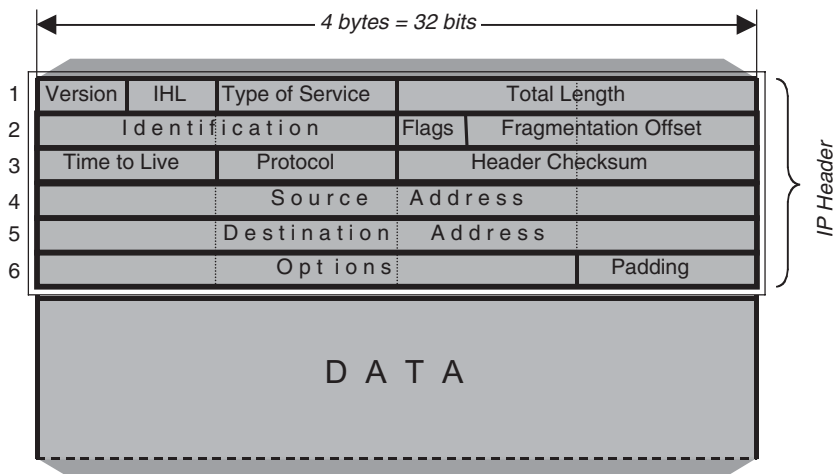 4 bytes = 32 bits
1 Version IHL Type of Service Total Length
2 Identification Flags Fragmentation Offset
3 Time to Live Protocol Header Checksum
4 Source Address
5 Destination Address
6 Options Padding
IP Header
DATA